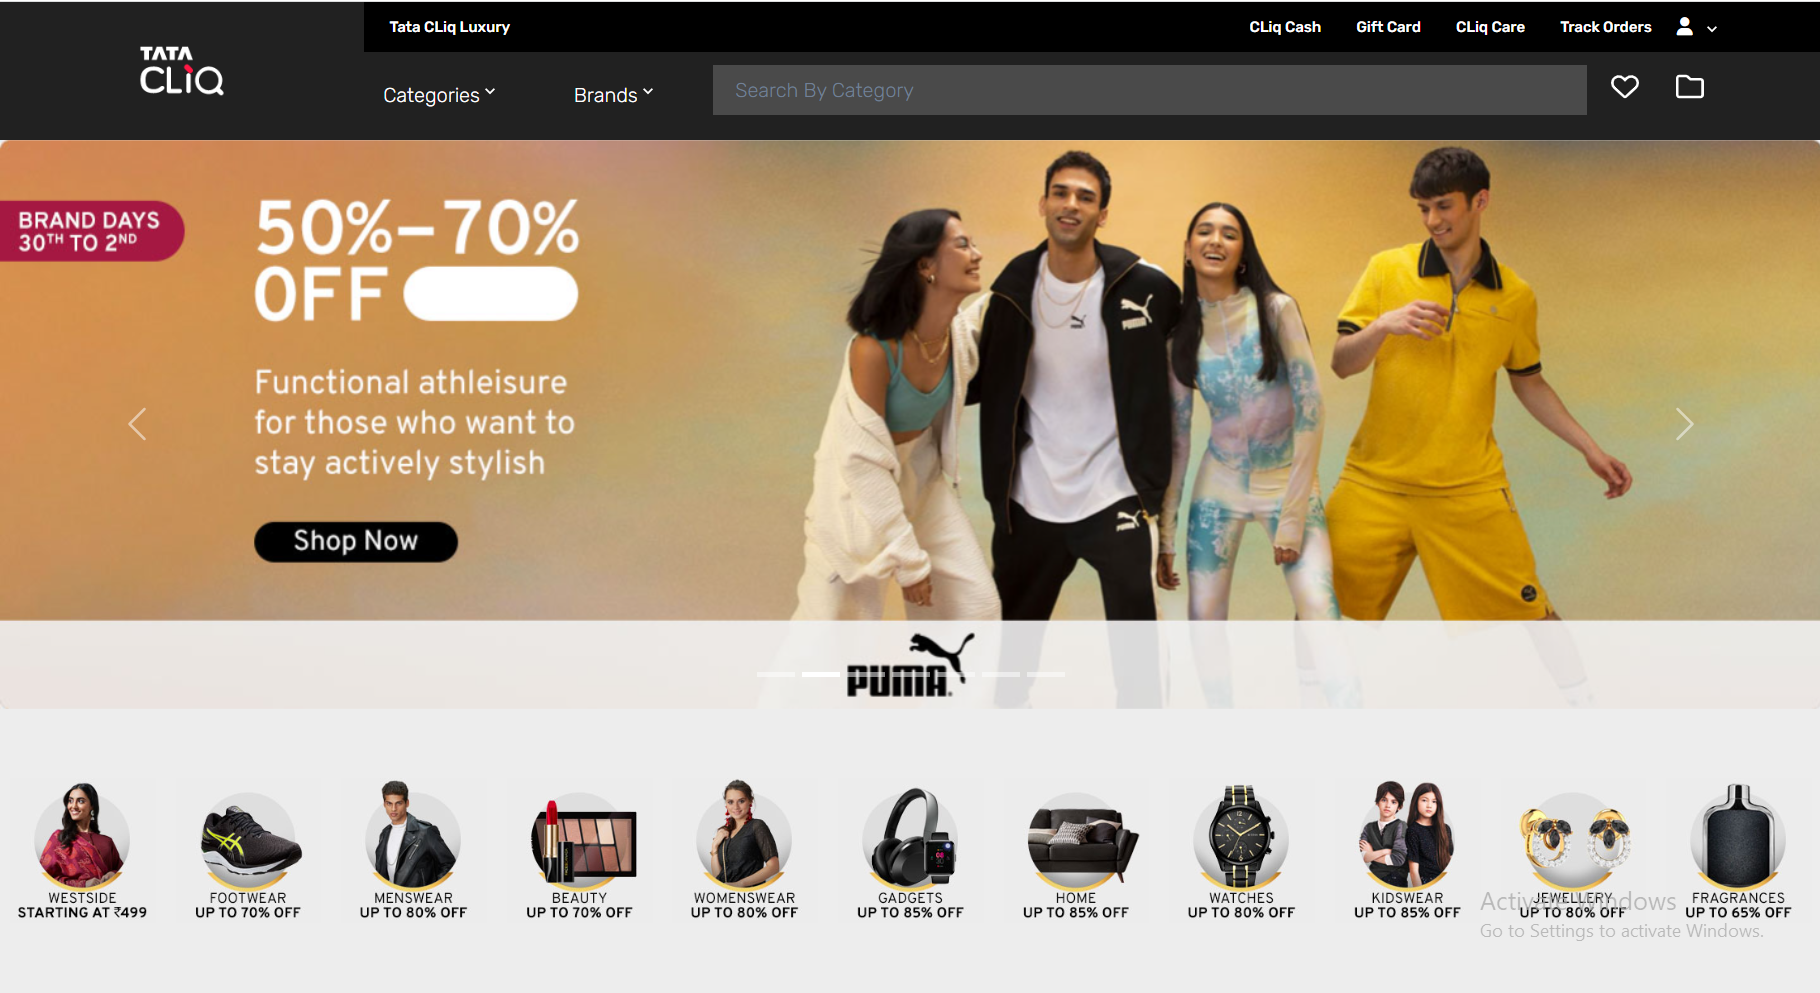 Tata CLiq Luxury
CLiq Cash
Gift Card
CLiq Care
Track Orders
TATA
CLiQ
Categories
Brands
Search By Category
BRAND DAYS
30TH TO 2ND
50%–70%
OFF
Functional athleisure
for those who want to
stay actively stylish
Shop Now
PUMA
PUMA
PUMA
WESTSIDE
STARTING AT ₹499
FOOTWEAR
UP TO 70% OFF
MENSWEAR
UP TO 80% OFF
BEAUTY
UP TO 70% OFF
WOMENSWEAR
UP TO 80% OFF
GADGETS
UP TO 85% OFF
HOME
UP TO 85% OFF
WATCHES
UP TO 80% OFF
KIDSWEAR
UP TO 85% OFF
JEWELLERY
UP TO 80% OFF
FRAGRANCES
UP TO 65% OFF
Activate Windows
Go to Settings to activate Windows.